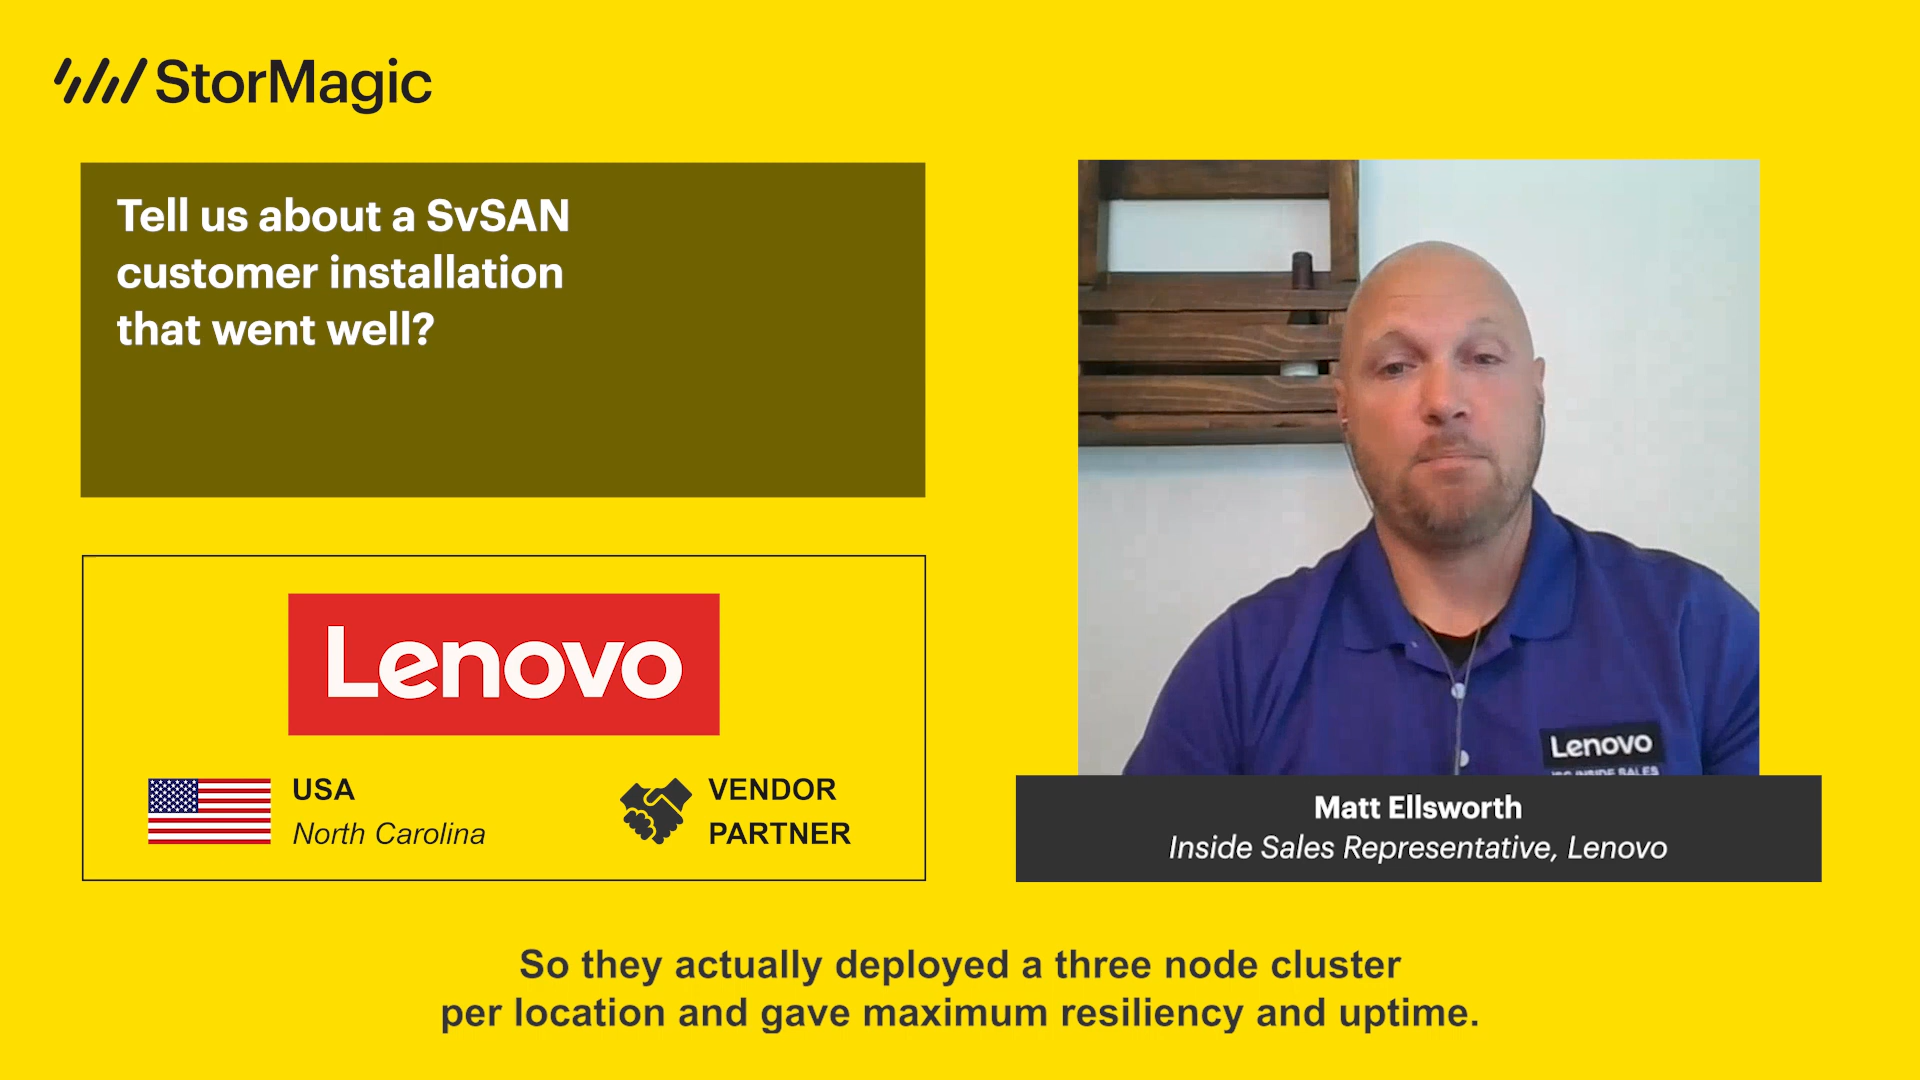 StorMagic
Tell us about a SvSAN
customer installation
that went well?
Lenovo
USA
North Carolina
VENDOR
PARTNER
Lenovo
INSIDE SALES
Matt Ellsworth
Inside Sales Representative, Lenovo
So they actually deployed a three node cluster
per location and gave maximum resiliency and uptime.